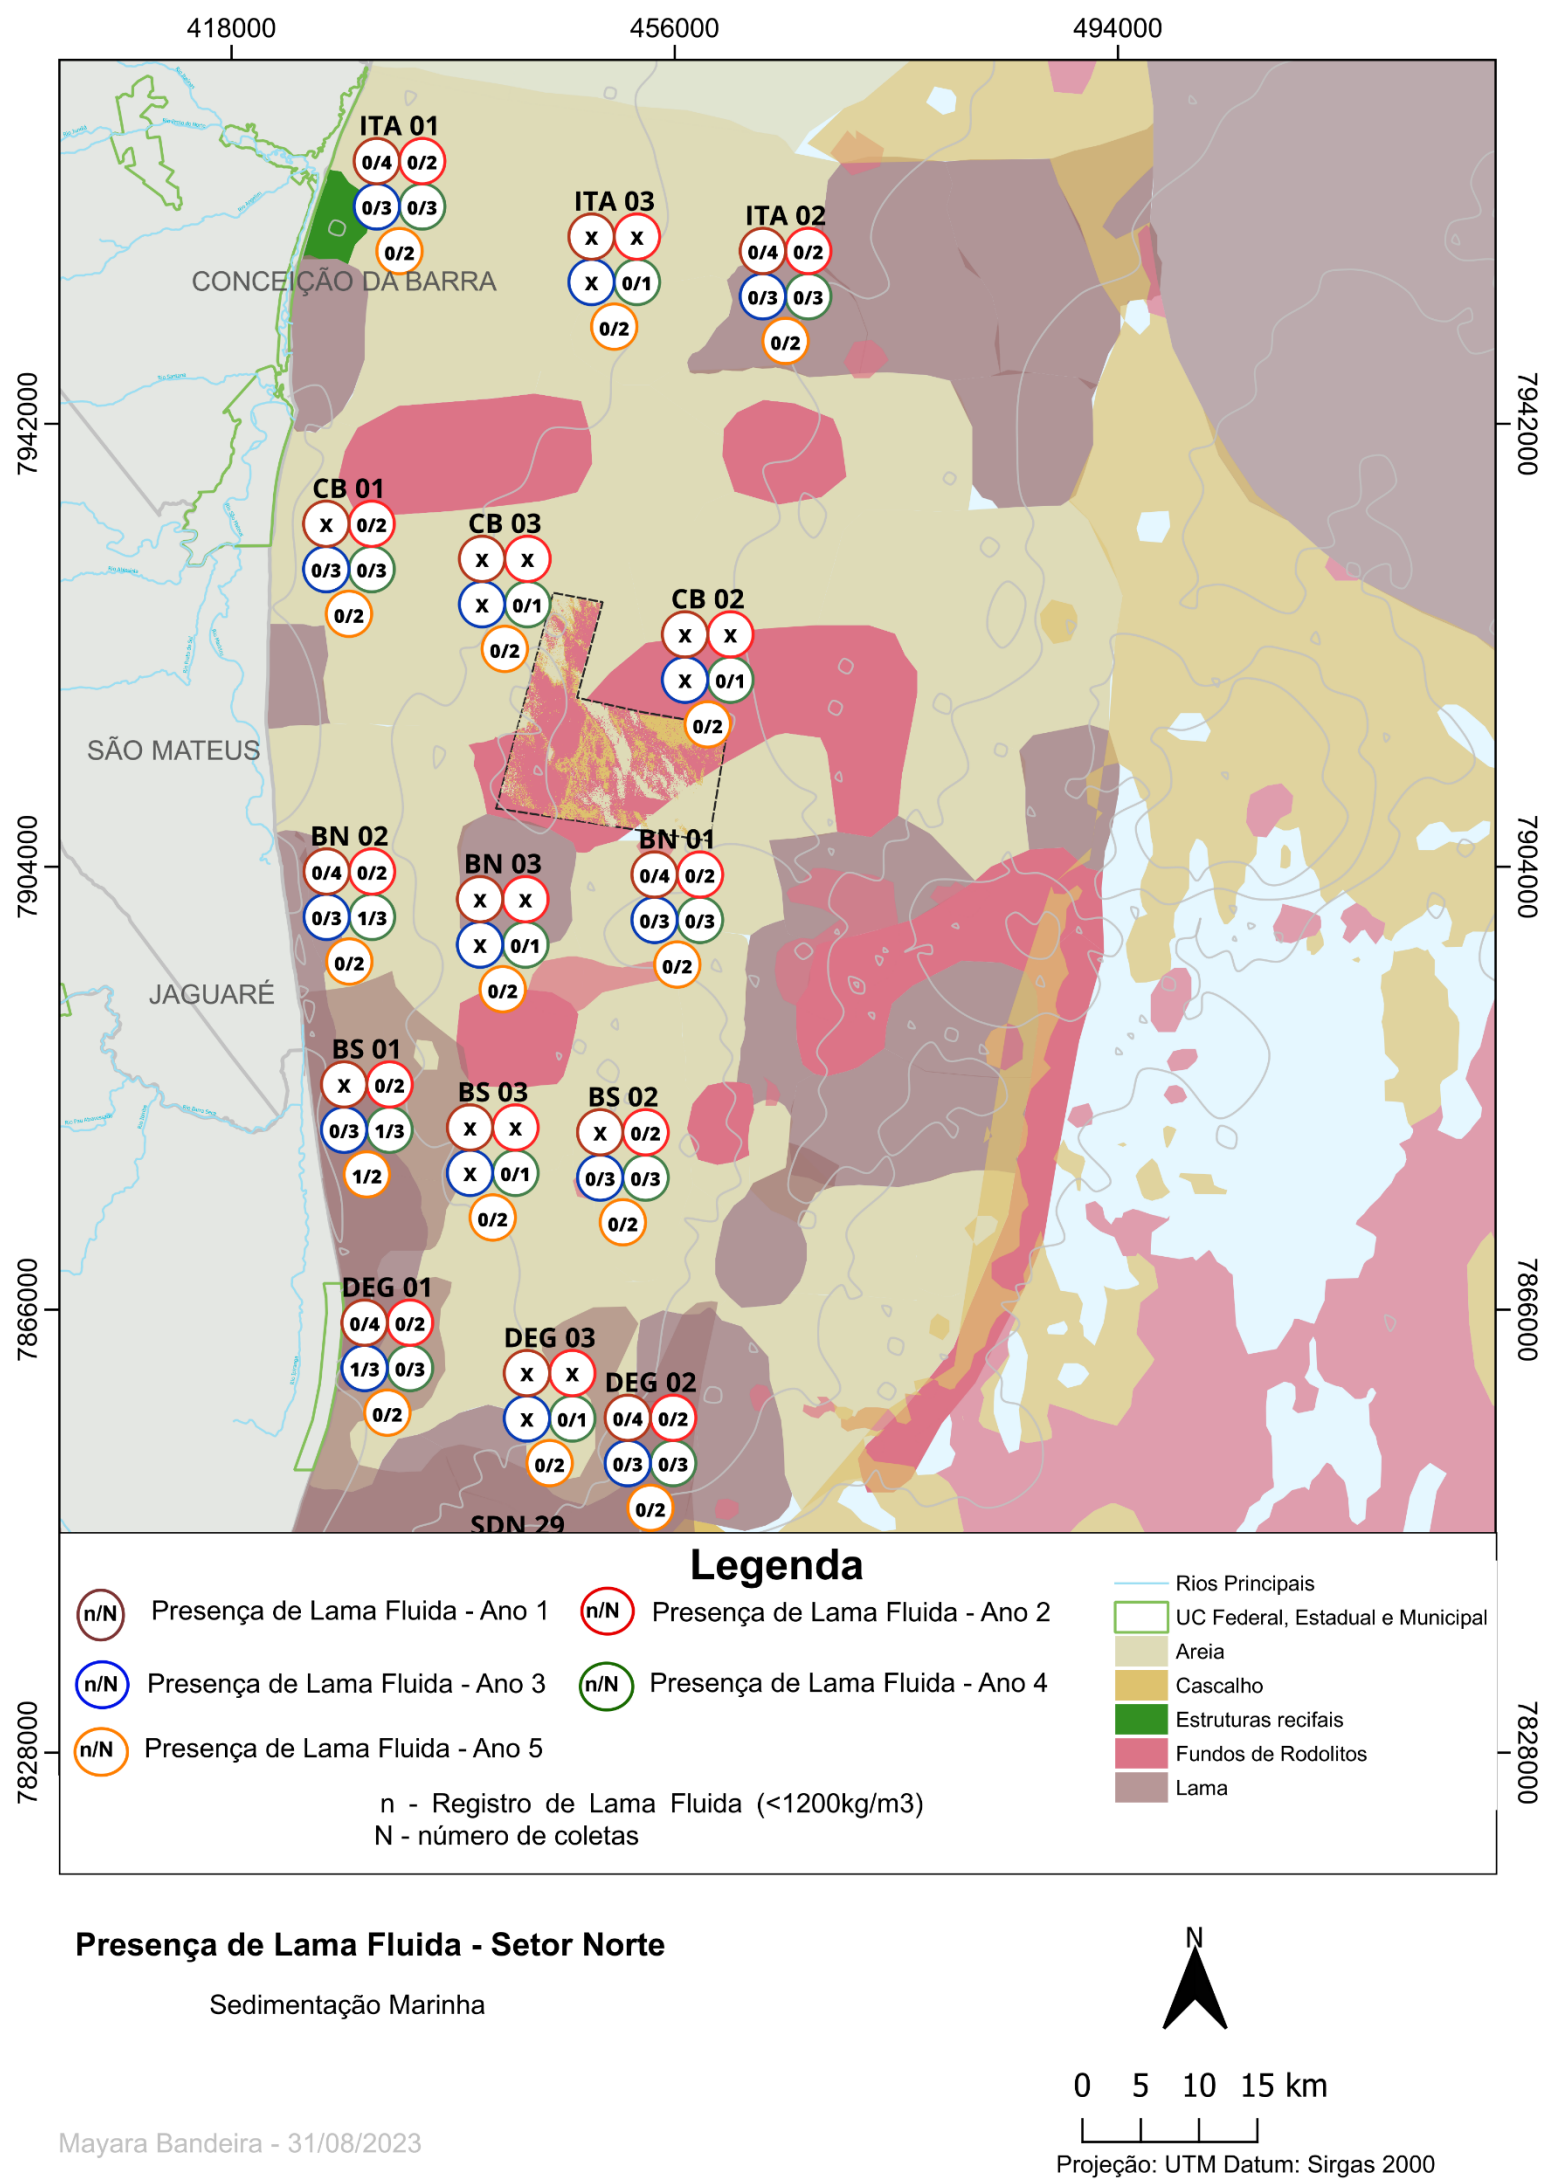 418000 456000 494000
ITA 01
0/4 0/2
0/3 0/3
0/2
ITA 03
X X
X 0/1
0/2
ITA 02
0/4 0/2
0/3 0/3
0/2
CONCEIÇÃO DA BARRA
7942000
7942000
CB 01
X 0/2
0/3 0/3
0/2
CB 03
X X
X 0/1
0/2
CB 02
X X
X 0/1
0/2
SÃO MATEUS
7904000
7904000
BN 02
0/4 0/2
0/3 1/3
0/2
BN 03
X X
X 0/1
0/2
BN 01
0/4 0/2
0/3 0/3
0/2
JAGUARÉ
BS 01
X 0/2
0/3 1/3
1/2
BS 03
X X
X 0/1
0/2
BS 02
X 0/2
0/3 0/3
0/2
7866000
7866000
DEG 01
0/4 0/2
1/3 0/3
0/2
DEG 03
X X
X 0/1
0/2
DEG 02
0/4 0/2
0/3 0/3
0/2
SDN 29
Legenda
n/N Presença de Lama Fluida - Ano 1
n/N Presença de Lama Fluida - Ano 2
n/N Presença de Lama Fluida - Ano 3
n/N Presença de Lama Fluida - Ano 4
n/N Presença de Lama Fluida - Ano 5
n - Registro de Lama Fluida (<1200kg/m3)
N - número de coletas
Rios Principais
UC Federal, Estadual e Municipal
Areia
Cascalho
Estruturas recifais
Fundos de Rodolitos
Lama
7828000
7828000
Presença de Lama Fluida - Setor Norte
Sedimentação Marinha
N
0 5 10 15 km
Projeção: UTM Datum: Sirgas 2000
Mayara Bandeira - 31/08/2023